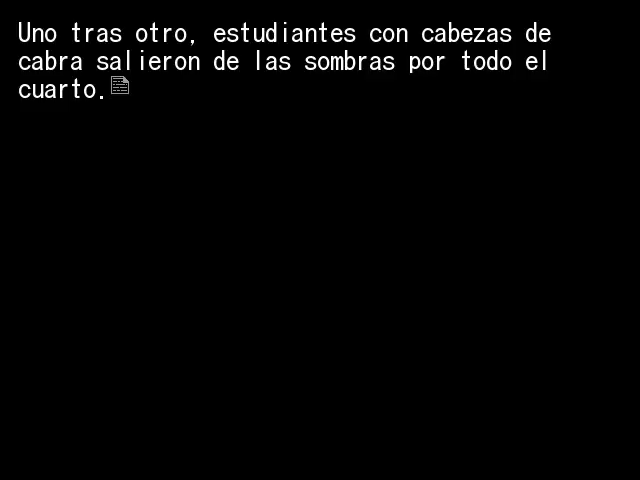 Uno tras otro, estudiantes con cabezas de
cabra salieron de las sombras por todo el
cuarto.